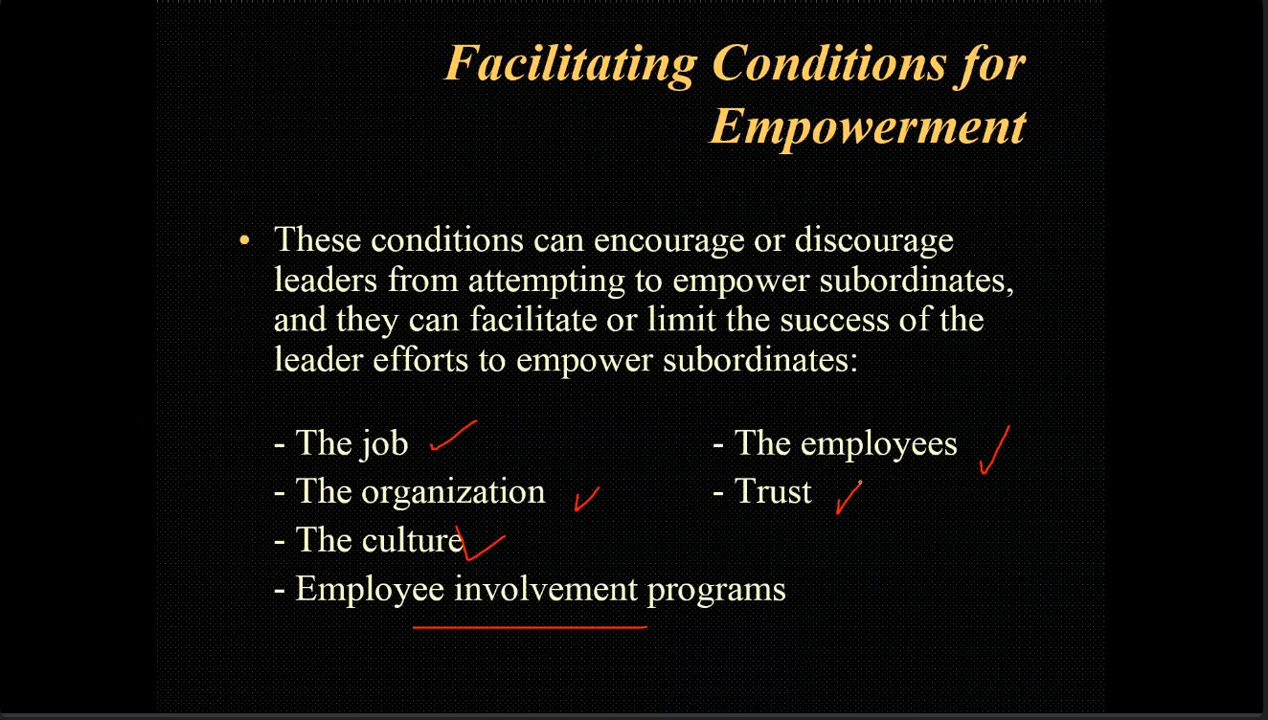 Facilitating Conditions for
Empowerment
• These conditions can encourage or discourage
leaders from attempting to empower subordinates,
and they can facilitate or limit the success of the
leader efforts to empower subordinates:
- The job - The employees
- The organization - Trust
- The culture
- Employee involvement programs